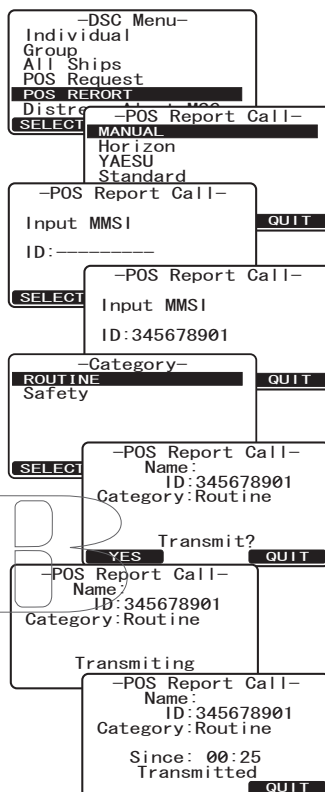 -DSC Menu-
Individual
Group
All Ships
POS Request
POS RERORT
SELECT
-POS Report Call-
MANUAL
Horizon
YAESU
Standard
QUIT
-POS Report Call-
Input MMSI
ID:---------
SELECT
-POS Report Call-
Input MMSI
ID:345678901
QUIT
-Category-
ROUTINE
Safety
SELECT
-POS Report Call-
Name:
ID:345678901
Category:Routine
Transmit?
YES QUIT
-POS Report Call-
Name:
ID:345678901
Category:Routine
Transmiting
-POS Report Call-
Name:
ID:345678901
Category:Routine
Since: 00:25
Transmitted
QUIT